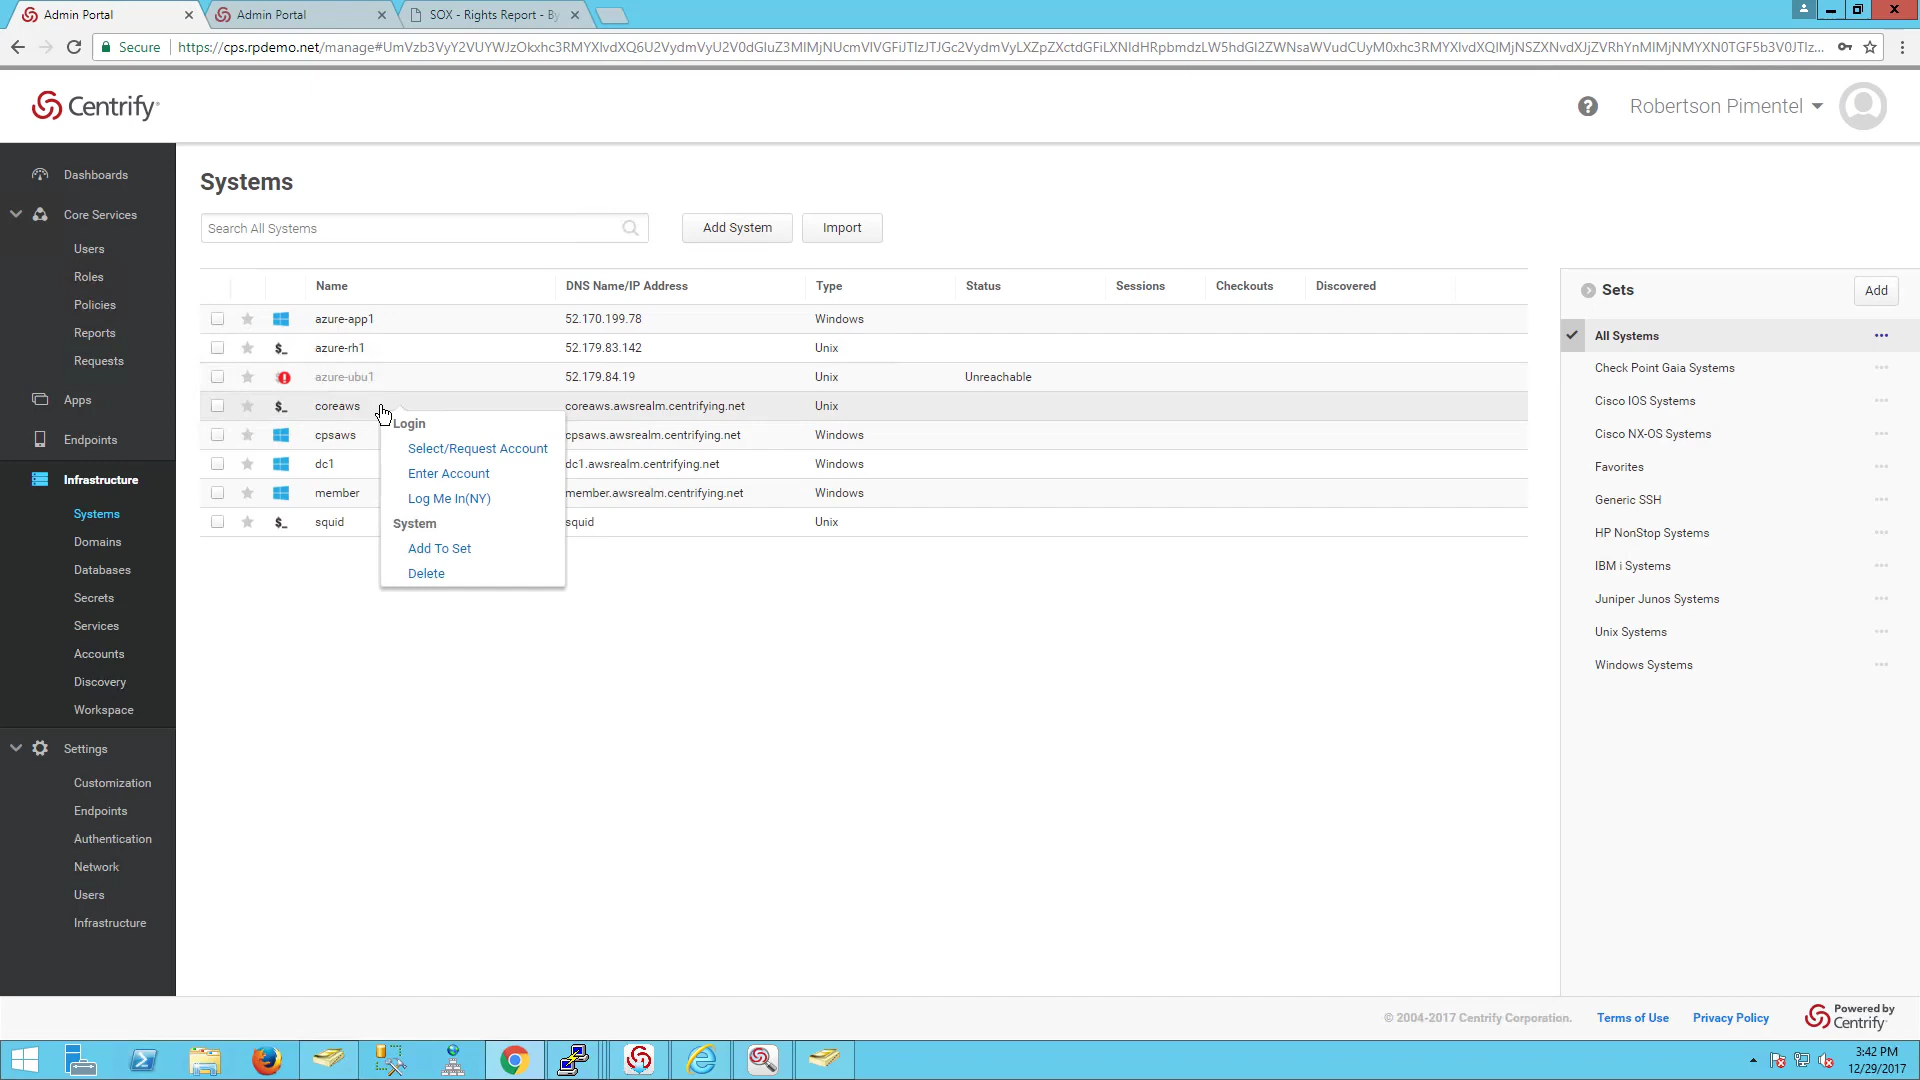 Admin Portal
Admin Portal
SOX - Rights Report - By
Secure
Centrify
Robertson Pimentel
Dashboards
Core Services
Users
Roles
Policies
Reports
Requests
Apps
Endpoints
Infrastructure
Systems
Domains
Databases
Secrets
Services
Accounts
Discovery
Workspace
Settings
Customization
Endpoints
Authentication
Network
Users
Infrastructure
Systems
Search All Systems
Add System
Import
Name DNS Name/IP Address Type Status Sessions Checkouts Discovered
azure-app1 52.170.199.78 Windows
$_ azure-rh1 52.179.83.142 Unix
azure-ubu1 52.179.84.19 Unix Unreachable
$_ coreaws coreaws.awsrealm.centrifying.net Unix
cpsaws cpsaws.awsrealm.centrifying.net Windows
dc1 dc1.awsrealm.centrifying.net Windows
member member.awsrealm.centrifying.net Windows
$_ squid squid Unix
Login
Select/Request Account
Enter Account
Log Me In(NY)
System
Add To Set
Delete
Sets
Add
All Systems
Check Point Gaia Systems
Cisco IOS Systems
Cisco NX-OS Systems
Favorites
Generic SSH
HP NonStop Systems
IBM i Systems
Juniper Junos Systems
Unix Systems
Windows Systems
© 2004-2017 Centrify Corporation.
Terms of Use
Privacy Policy
Powered by
Centrify
3:42 PM
12/29/2017